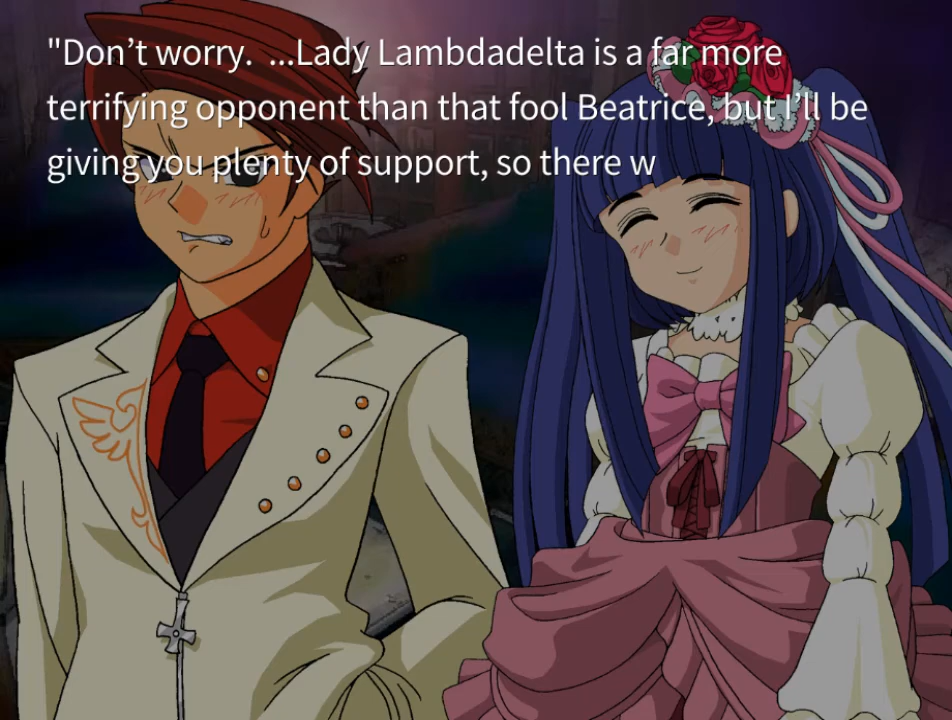 "Don’t worry.  ...Lady Lambdadelta is a far more
terrifying opponent than that fool Beatrice, but I’ll be
giving you plenty of support, so there w